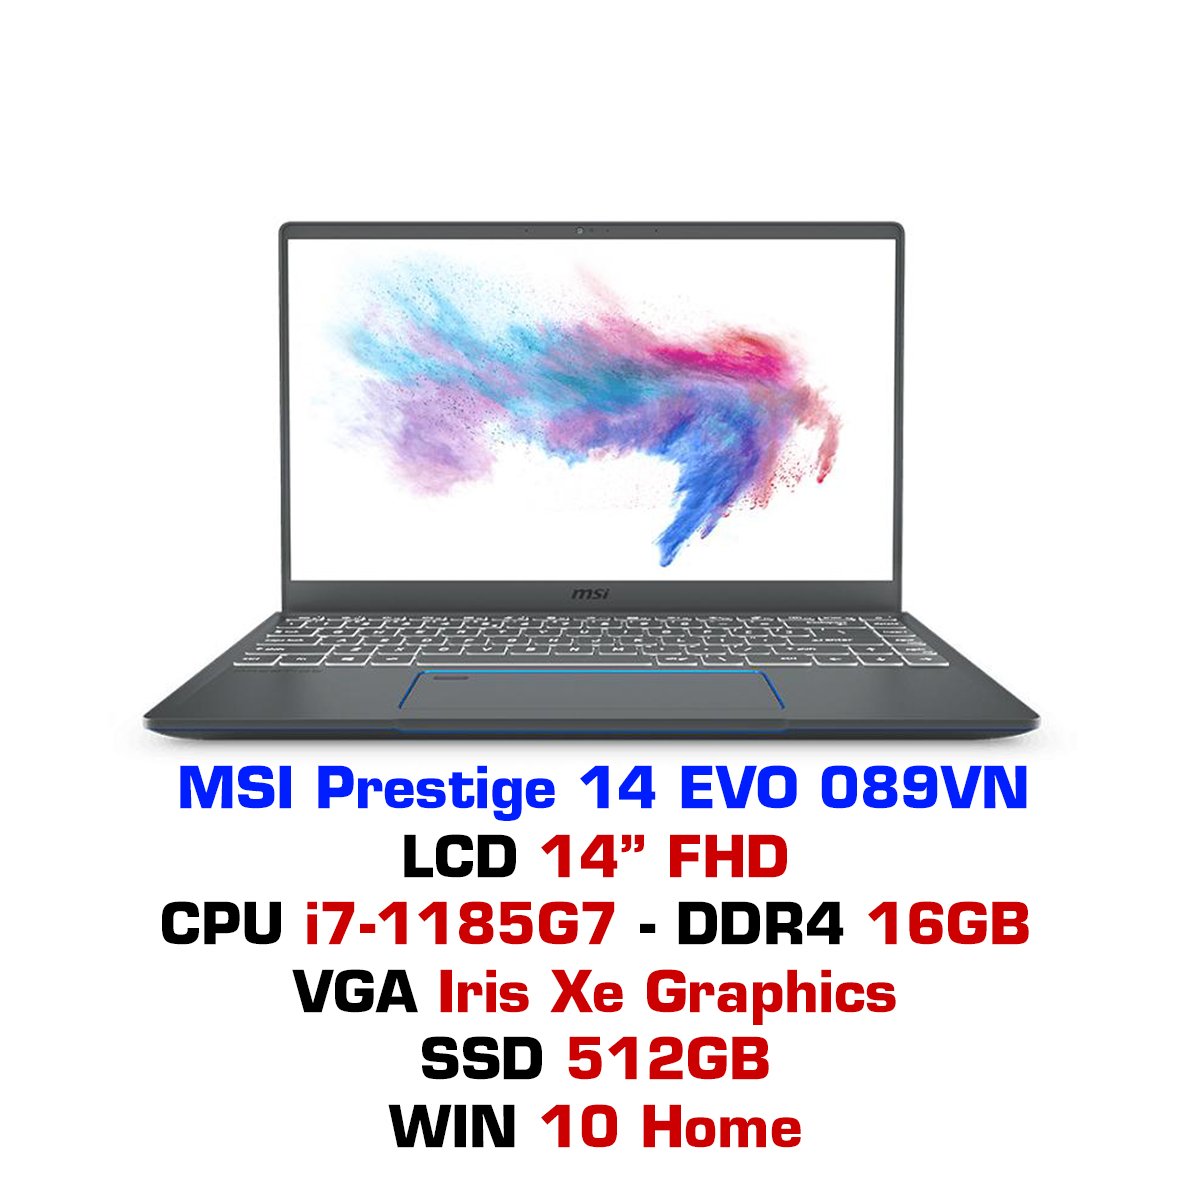 msi
MSI Prestige 14 EVO 089VN
LCD 14” FHD
CPU i7-1185G7 - DDR4 16GB
VGA Iris Xe Graphics
SSD 512GB
WIN 10 Home